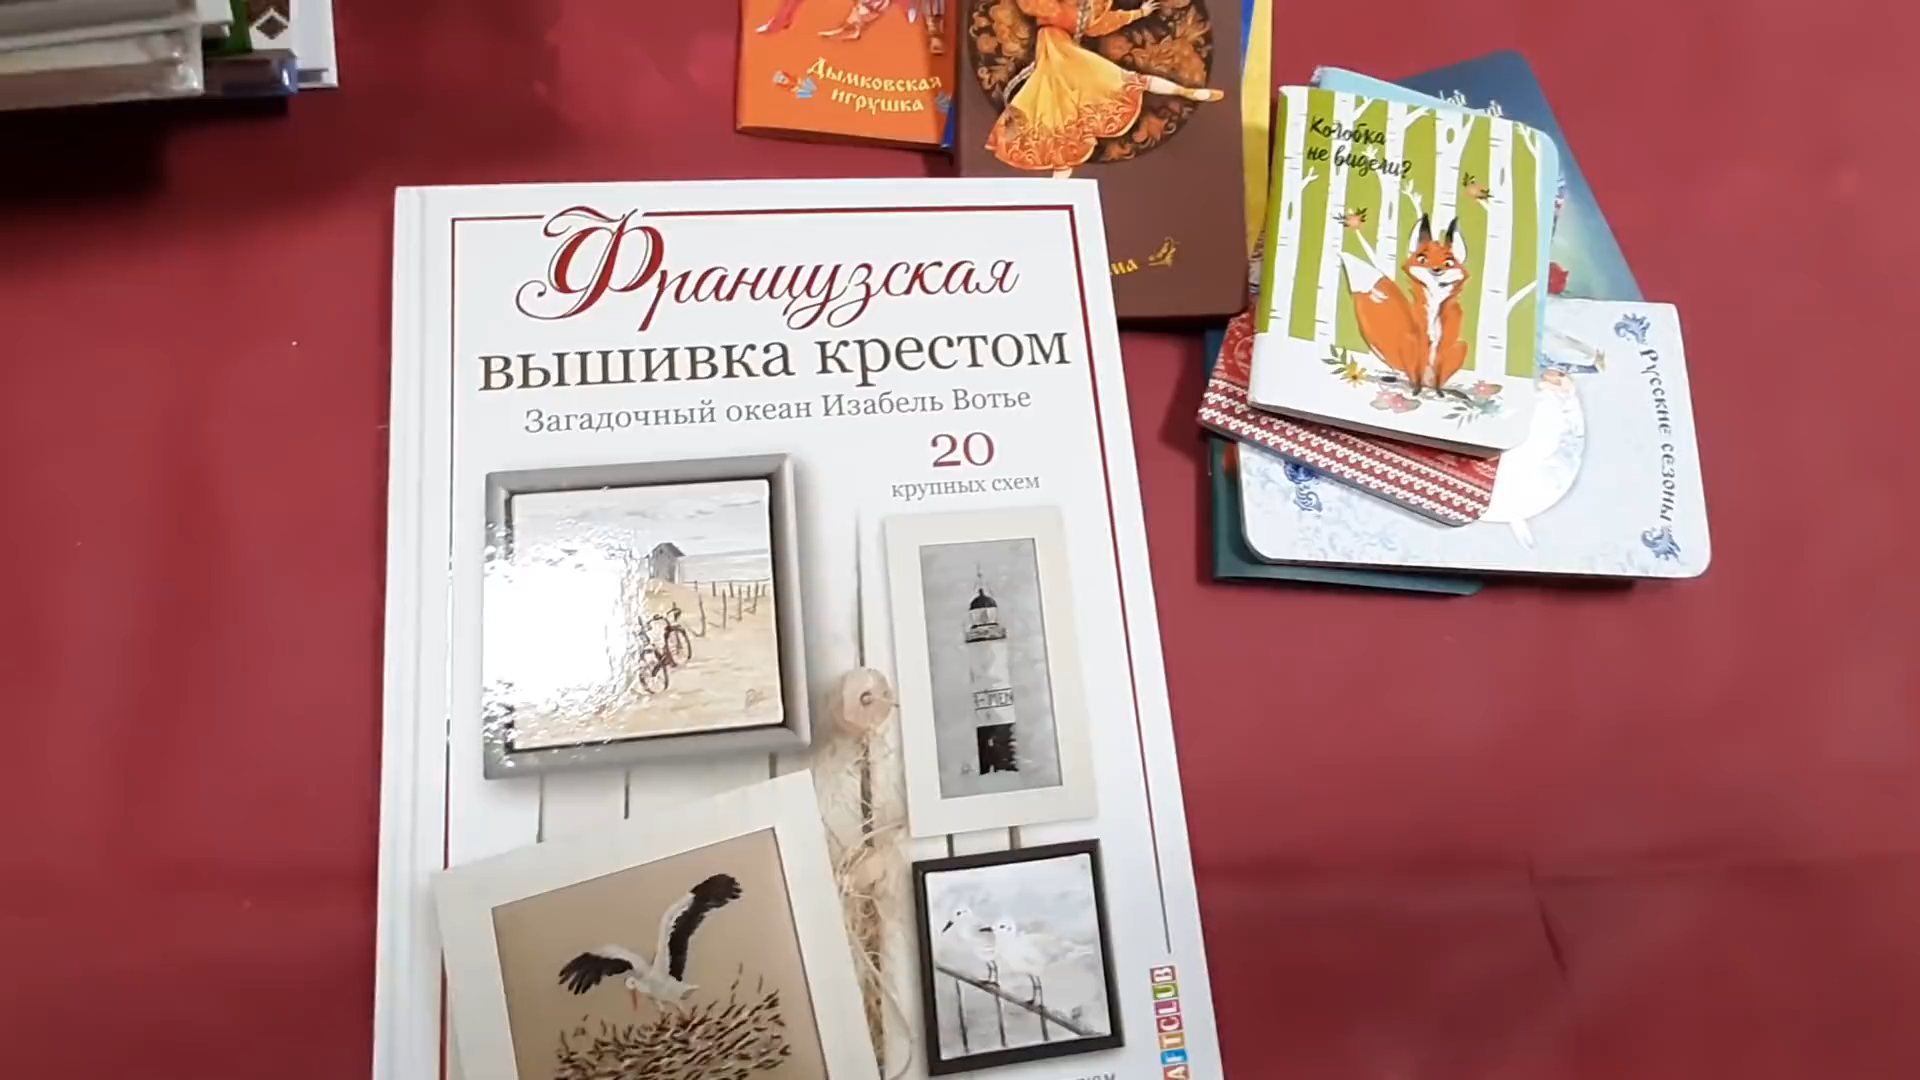 Дымковская
игрушка
Колобка
не видели?
Французская
вышивка крестом
Загадочный океан Изабель Вотье
20
крупных схем
Русские сезоны